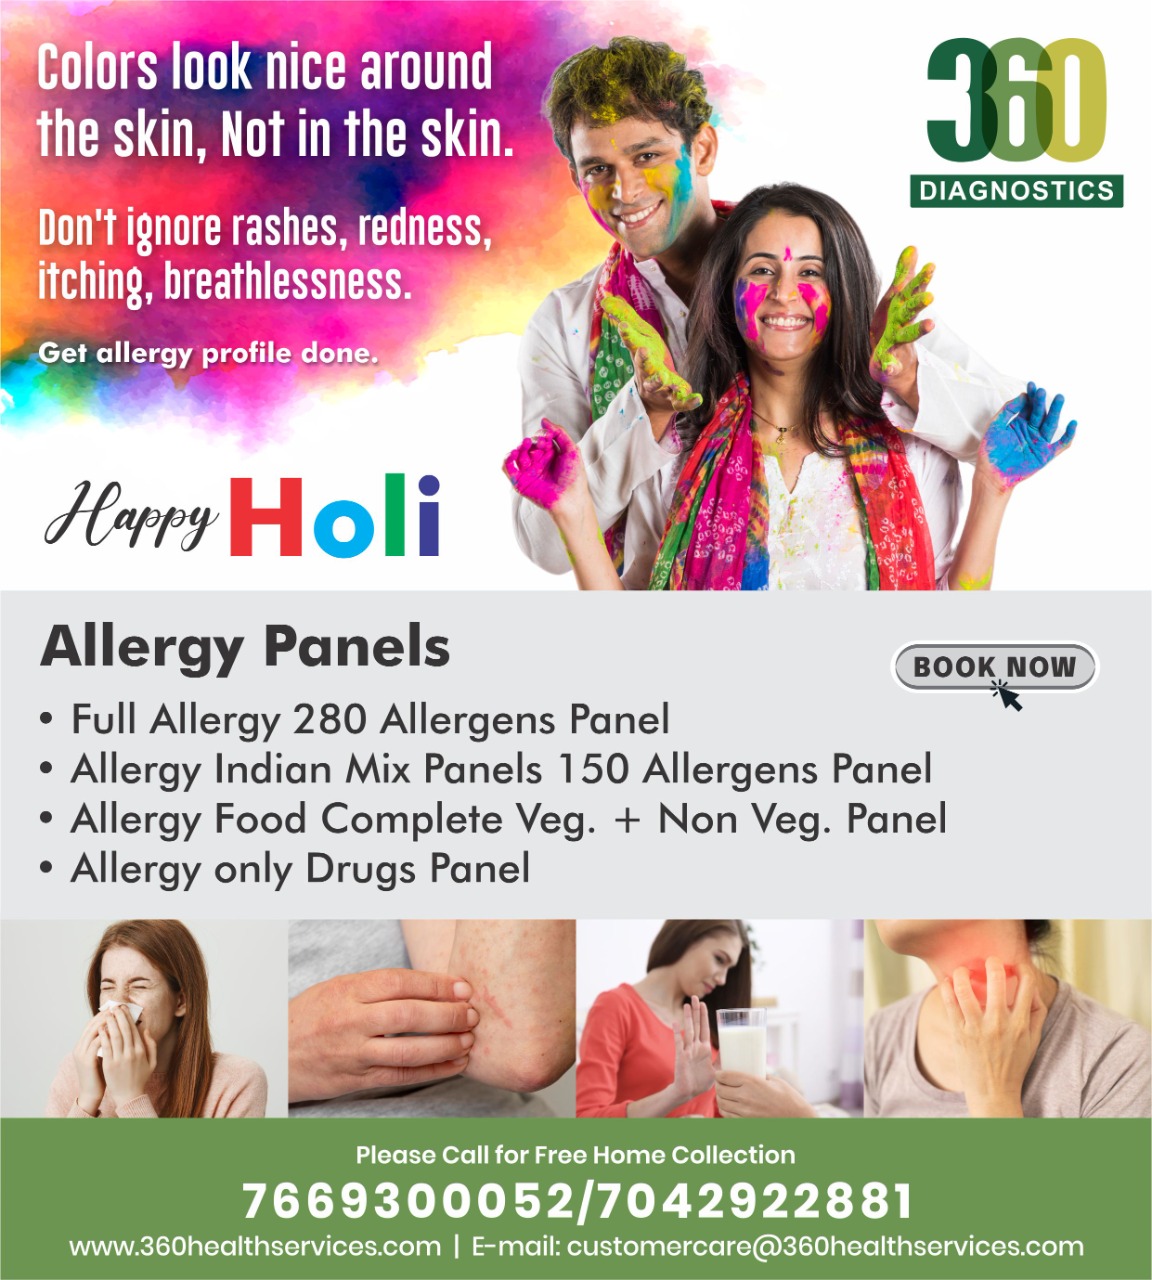 Colors look nice around
the skin, Not in the skin.
360
DIAGNOSTICS
Don't ignore rashes, redness,
itching, breathlessness.
Get allergy profile done.
Happy Holi
Allergy Panels
BOOK NOW
• Full Allergy 280 Allergens Panel
• Allergy Indian Mix Panels 150 Allergens Panel
• Allergy Food Complete Veg. + Non Veg. Panel
• Allergy only Drugs Panel
Please Call for Free Home Collection
7669300052/7042922881
www.360healthservices.com | E-mail: customercare@360healthservices.com